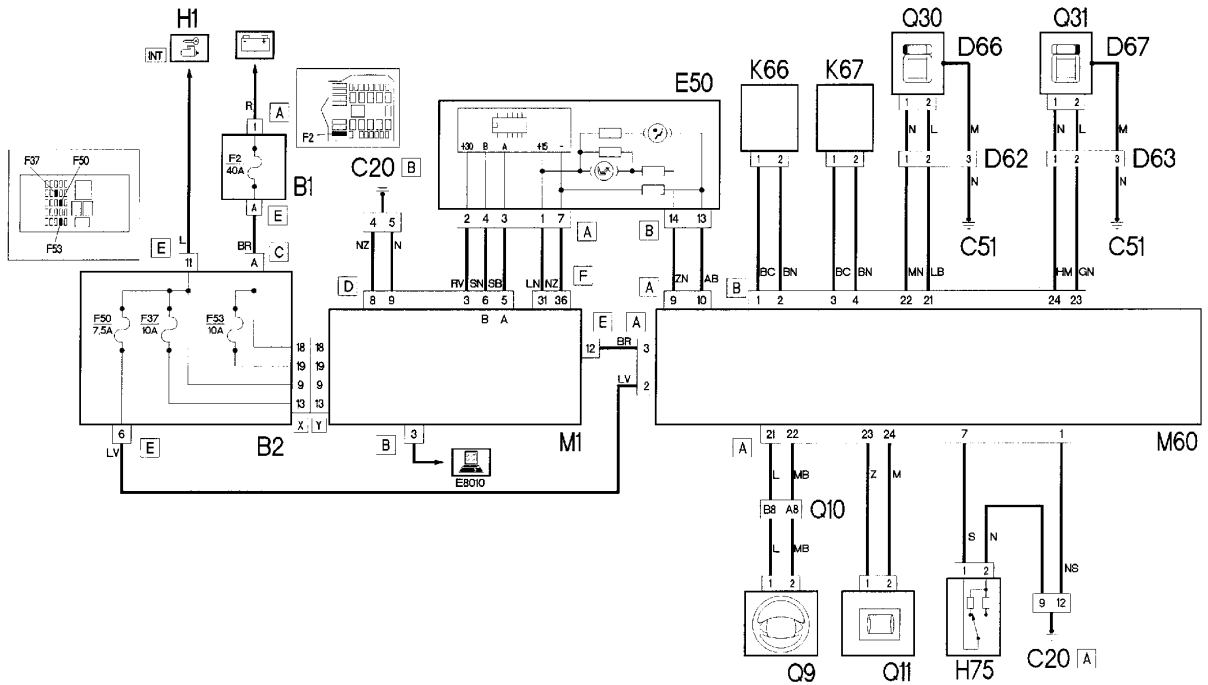 H1
Q30
Q31
INT
D66
D67
E50
K66
K67
R
A
1
F2
+30 B A +15 -
1 2
1 2
1 2
1 2
F2
40A
C20 B
N L M
N L M
F37 F50
B1
1 2 3 D62
1 2 3 D63
A E
4 5
2 4 3 1 7 A
B 14 13
N
N
F53
L
BR
NZ N
C51
C51
E
C
RV SN SB LN NZ F
ZN AB
BC BN
BC BN
MN LB
HM GN
11
A
D 8 9 3 6 5 31 36
A 9 10
B 1 2 3 4 22 21 24 23
B A
F50
7,5A
F37
10A
F53
10A
E A
18 18
12 BR 3
19 19
9 9
LV 2
13 13
X Y
6 E
B2
B 3
M1
A 21 22 23 24 7 1
M60
LV
E8010
L MB Z M
B8 A8 Q10
L MB
S N
NS
1 2
1 2
1 2
9 12
Q9
Q11
H75
C20 A